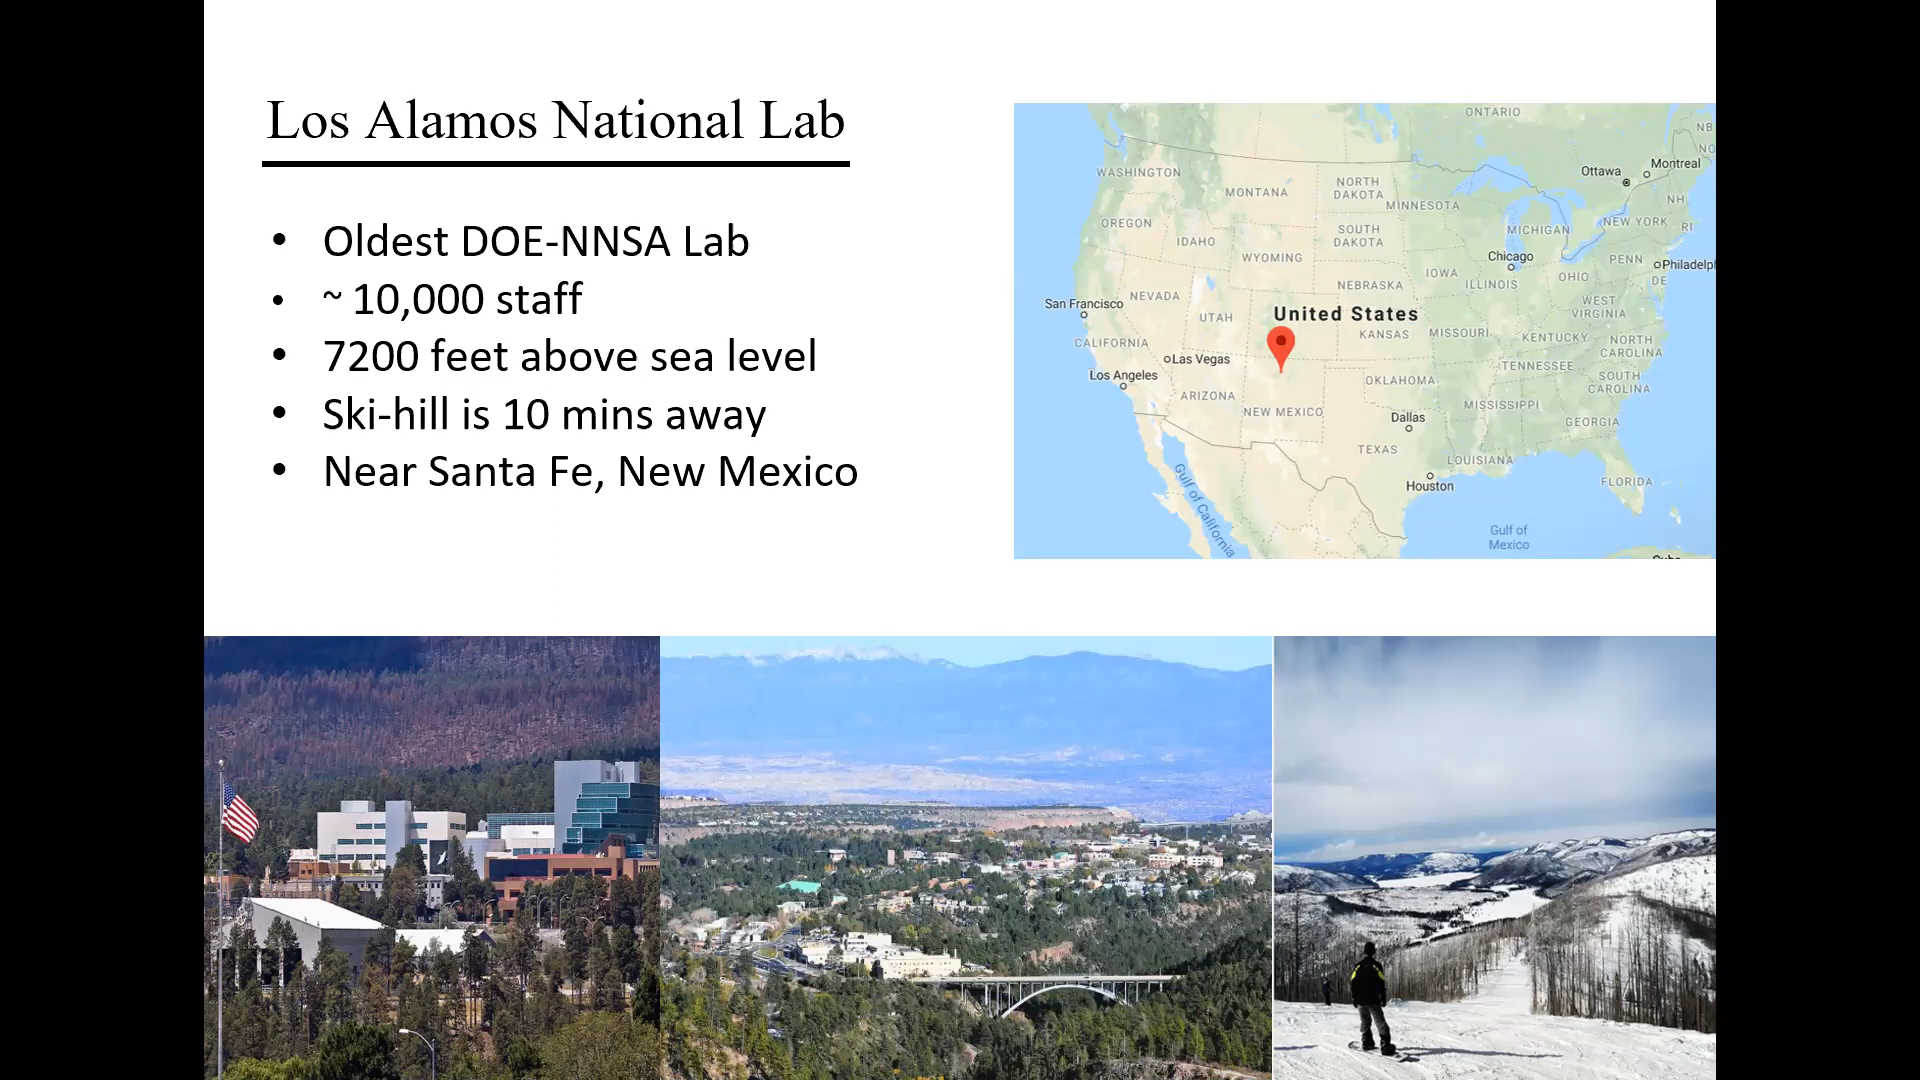 Los Alamos National Lab
• Oldest DOE-NNSA Lab
• ~ 10,000 staff
• 7200 feet above sea level
• Ski-hill is 10 mins away
• Near Santa Fe, New Mexico
ONTARIO
NB
NO
Montreal
Ottawa
WASHINGTON
MONTANA
NORTH
DAKOTA
MINNESOTA
NH
NEW YORK
RI
OREGON
IDAHO
SOUTH
DAKOTA
MICHIGAN
WYOMING
Chicago
PENN
Philadelp
IOWA
ILLINOIS
OHIO
DE
NEBRASKA
San Francisco
NEVADA
UTAH
United States
WEST
VIRGINIA
KANSAS
MISSOURI
KENTUCKY
CALIFORNIA
NORTH
CAROLINA
Las Vegas
TENNESSEE
Los Angeles
OKLAHOMA
SOUTH
CAROLINA
ARIZONA
NEW MEXICO
MISSISSIPPI
Dallas
GEORGIA
TEXAS
LOUISIANA
Houston
FLORIDA
Gulf of California
Gulf of
Mexico